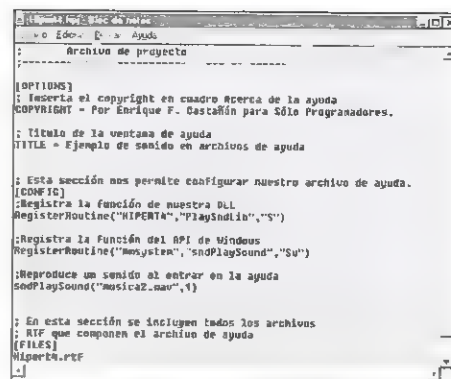 Bloc de notas
Ayuda
; Archivo de proyecto
[OPTIONS]
; Inserta el copyright en cuadro Acerca de la ayuda
COPYRIGHT = Por Enrique F. Castañón para Sólo Programadores.
; Titulo de la ventana de ayuda
TITLE = Ejemplo de sonido en archivos de ayuda
; Esta sección nos permite configurar nuestro archivo de ayuda.
[CONFIG]
;Registra la función de nuestra DLL
RegisterRoutine("HIPERT4","PlaySndLib","S")
;Registra la Función del API de Windows
RegisterRoutine("mmsystem","sndPlaySound","Su")
;Reproduce un sonido al entrar en la ayuda
sndPlaySound("musica2.wav",1)
; En esta sección se incluyen todos los archivos
; RTF que componen el archivo de ayuda
[FILES]
Hipert4.rtf